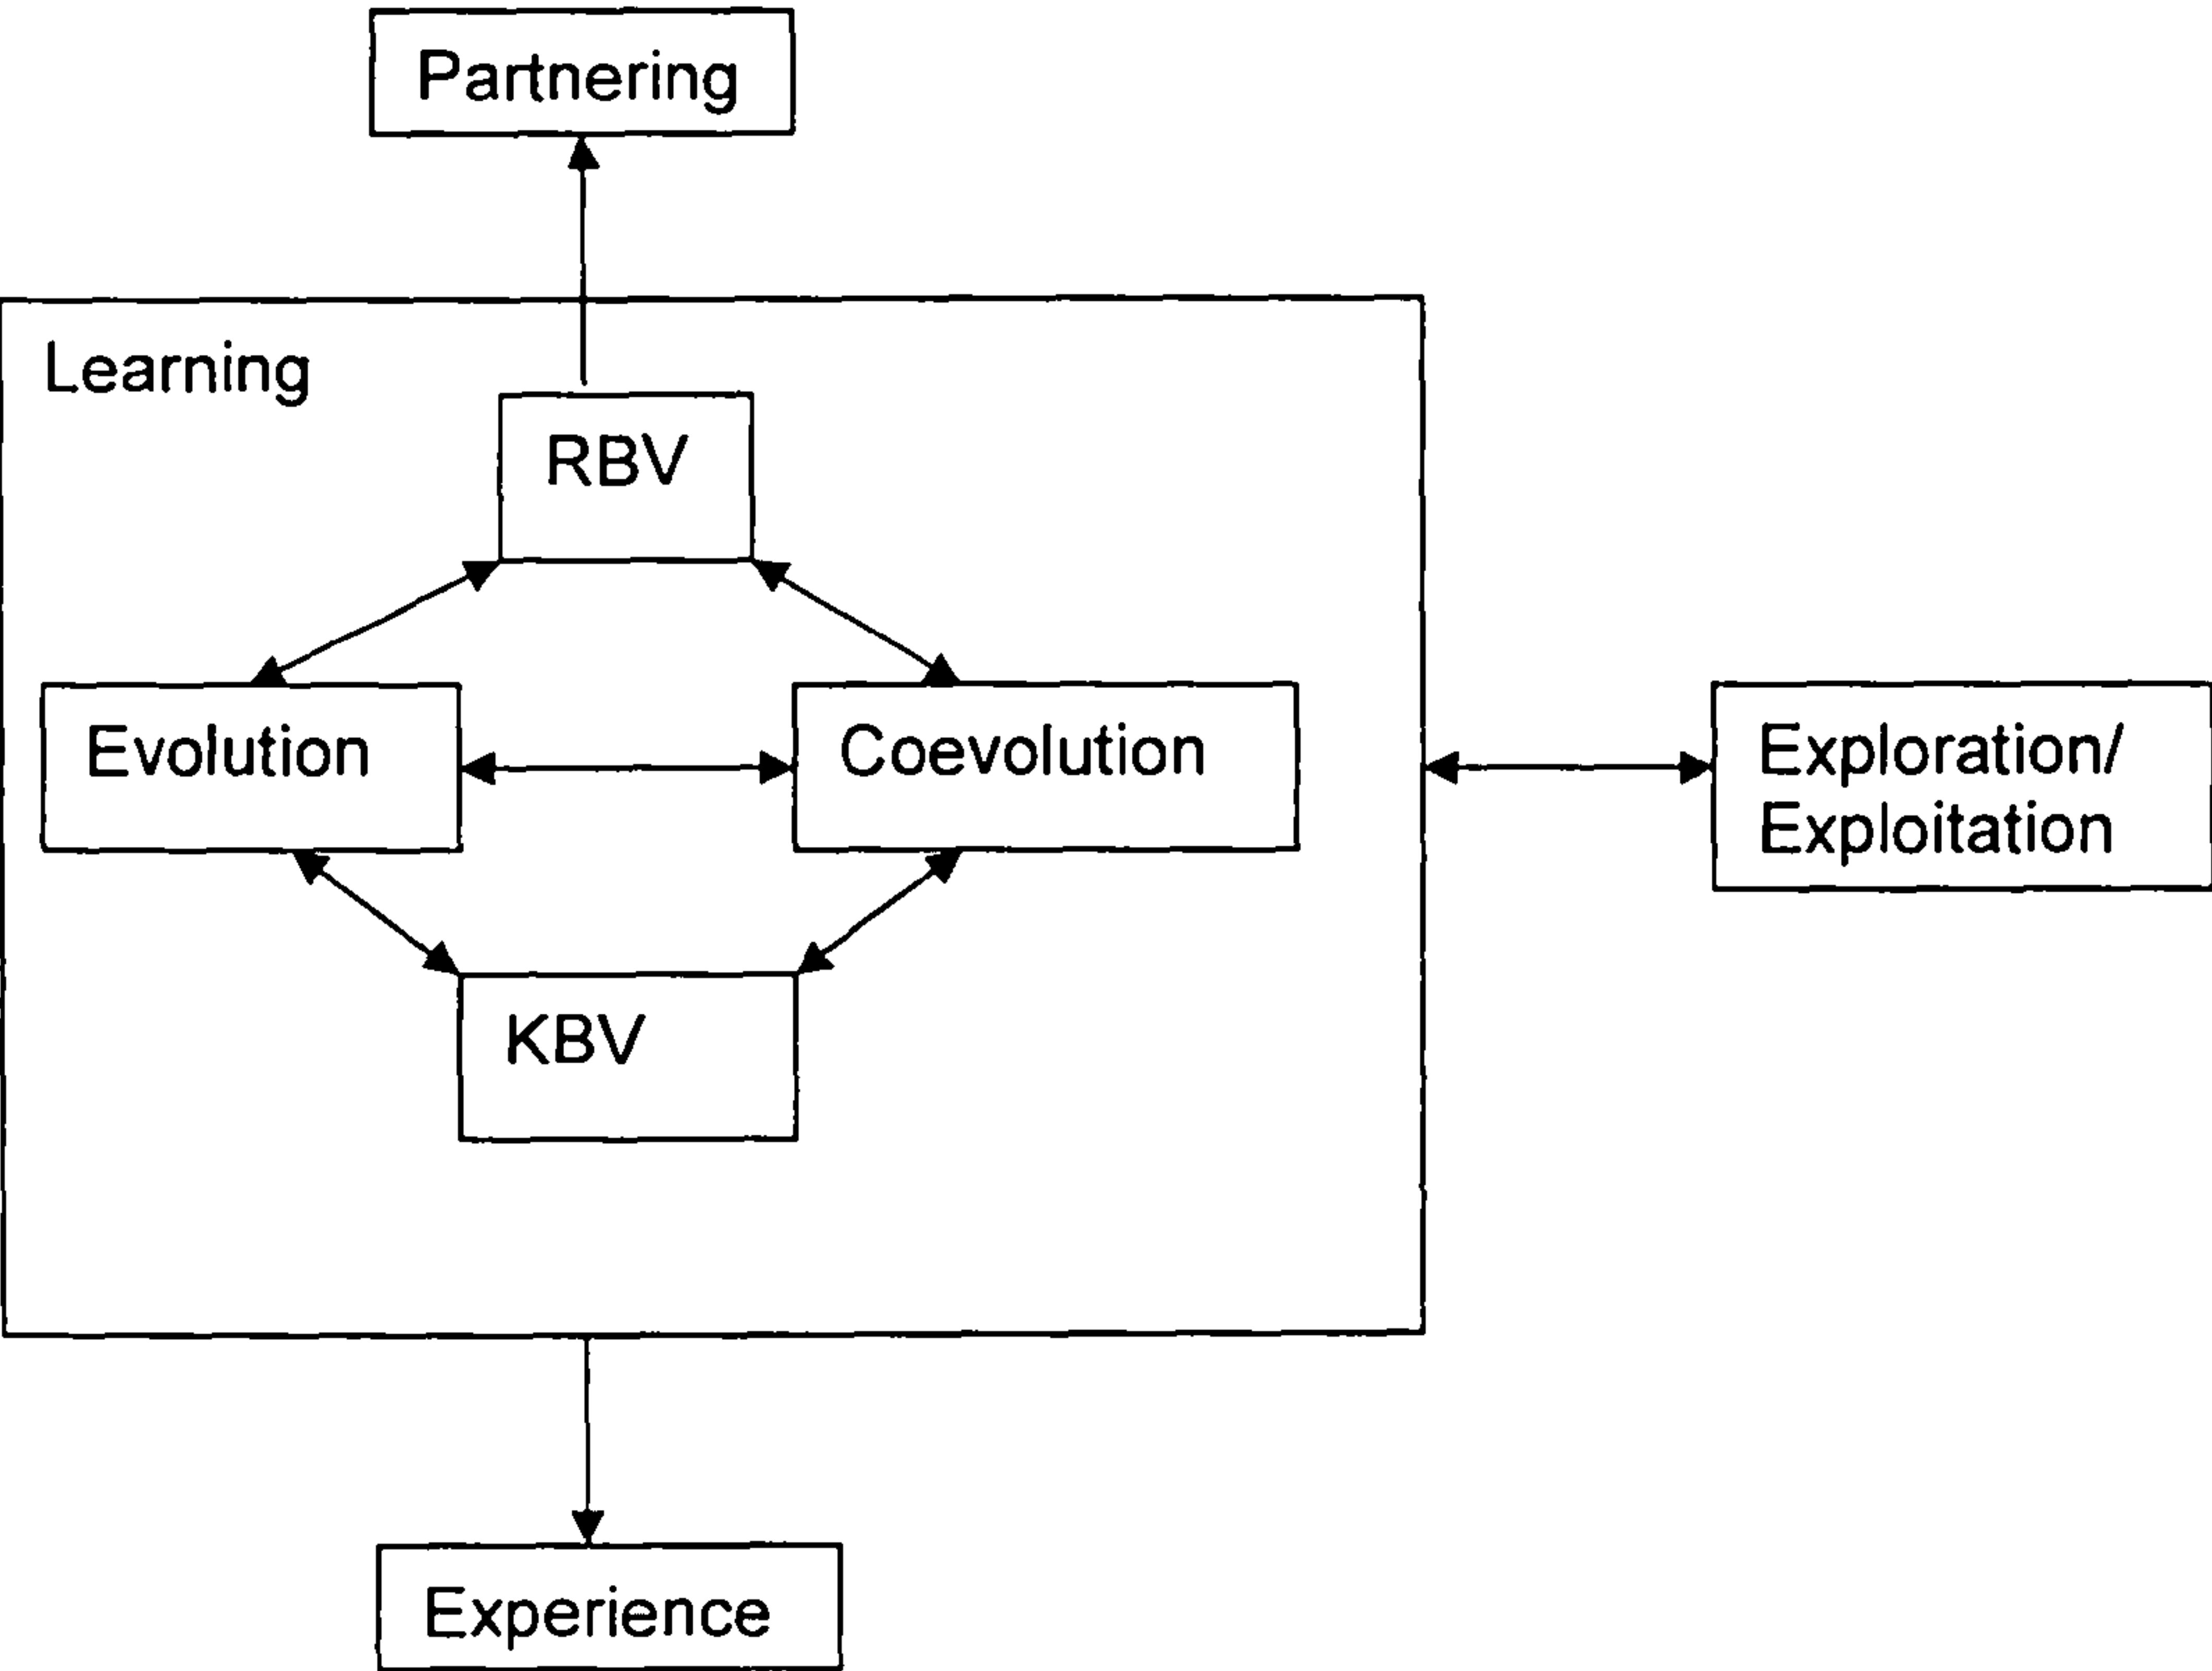 Partnering
Learning
RBV
Evolution
Coevolution
Exploration/
Exploitation
KBV
Experience